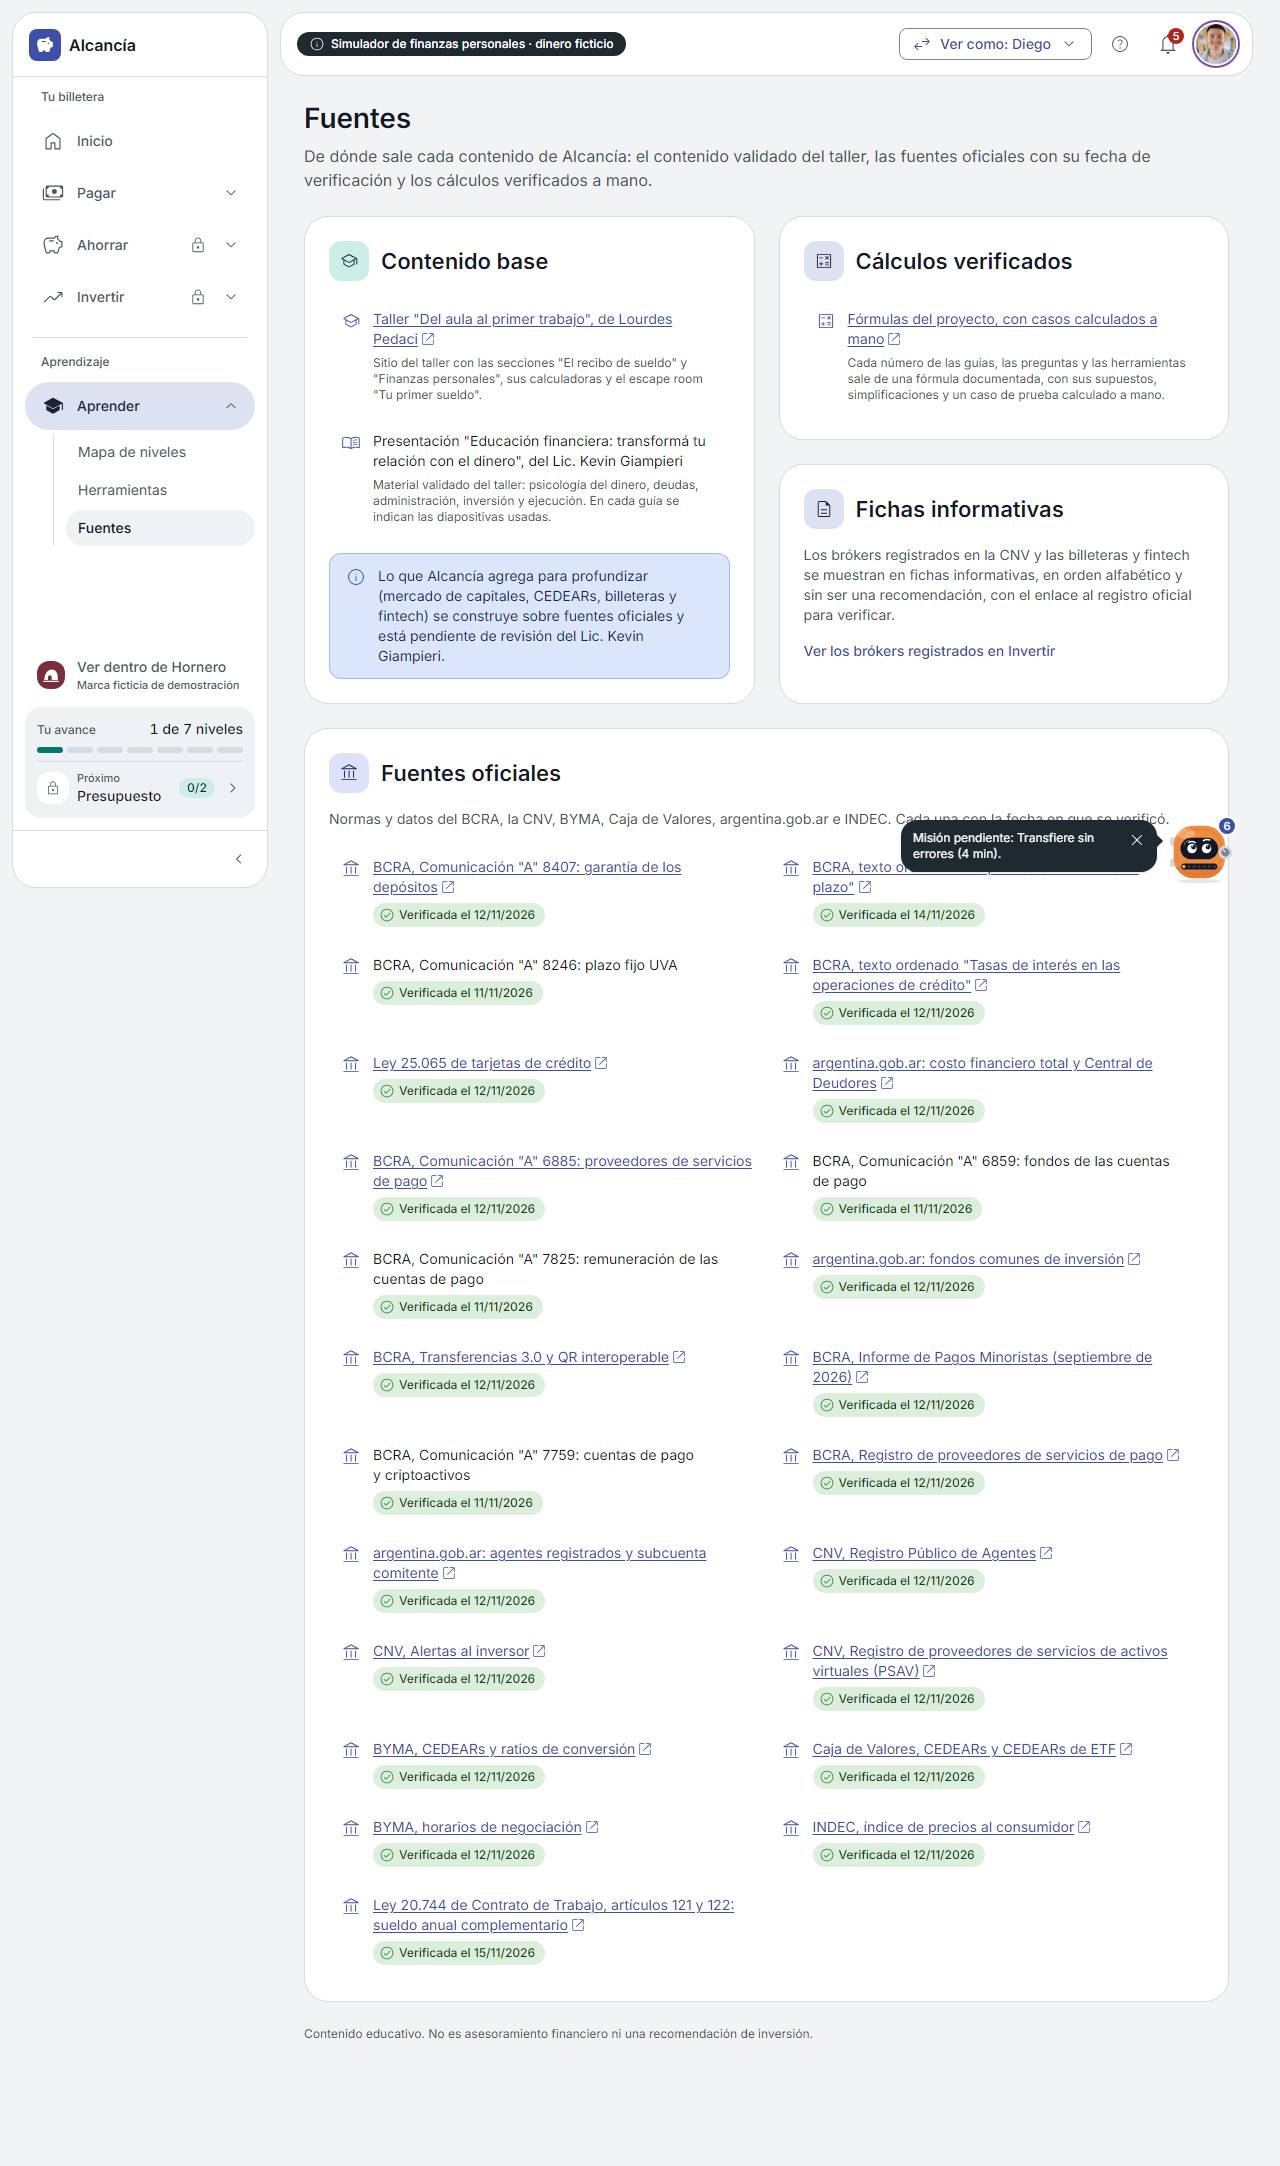 Alcancía
Simulador de finanzas personales · dinero ficticio
Ver como: Diego
5
Tu billetera
Inicio
Pagar
Ahorrar
Invertir
Aprendizaje
Aprender
Mapa de niveles
Herramientas
Fuentes
Ver dentro de Hornero
Marca ficticia de demostración
Tu avance
1 de 7 niveles
Próximo
Presupuesto
0/2
Fuentes
De dónde sale cada contenido de Alcancía: el contenido validado del taller, las fuentes oficiales con su fecha de
verificación y los cálculos verificados a mano.
Contenido base
Taller "Del aula al primer trabajo", de Lourdes
Pedaci
Sitio del taller con las secciones "El recibo de sueldo" y
"Finanzas personales", sus calculadoras y el escape room
"Tu primer sueldo".
Presentación "Educación financiera: transformá tu
relación con el dinero", del Lic. Kevin Giampieri
Material validado del taller: psicología del dinero, deudas,
administración, inversión y ejecución. En cada guía se
indican las diapositivas usadas.
Lo que Alcancía agrega para profundizar
(mercado de capitales, CEDEARs, billeteras y
fintech) se construye sobre fuentes oficiales y
está pendiente de revisión del Lic. Kevin
Giampieri.
Cálculos verificados
Fórmulas del proyecto, con casos calculados a
mano
Cada número de las guías, las preguntas y las herramientas
sale de una fórmula documentada, con sus supuestos,
simplificaciones y un caso de prueba calculado a mano.
Fichas informativas
Los brókers registrados en la CNV y las billeteras y fintech
se muestran en fichas informativas, en orden alfabético y
sin ser una recomendación, con el enlace al registro oficial
para verificar.
Ver los brókers registrados en Invertir
Fuentes oficiales
Normas y datos del BCRA, la CNV, BYMA, Caja de Valores, argentina.gob.ar e INDEC. Cada una con la fecha en que se verificó.
Misión pendiente: Transfiere sin
errores (4 min).
6
BCRA, Comunicación "A" 8407: garantía de los
depósitos
Verificada el 12/11/2026
BCRA, texto
plazo"
Verificada el 14/11/2026
BCRA, Comunicación "A" 8246: plazo fijo UVA
Verificada el 11/11/2026
BCRA, texto ordenado "Tasas de interés en las
operaciones de crédito"
Verificada el 12/11/2026
Ley 25.065 de tarjetas de crédito
Verificada el 12/11/2026
argentina.gob.ar: costo financiero total y Central de
Deudores
Verificada el 12/11/2026
BCRA, Comunicación "A" 6885: proveedores de servicios
de pago
Verificada el 12/11/2026
BCRA, Comunicación "A" 6859: fondos de las cuentas
de pago
Verificada el 11/11/2026
BCRA, Comunicación "A" 7825: remuneración de las
cuentas de pago
Verificada el 11/11/2026
argentina.gob.ar: fondos comunes de inversión
Verificada el 12/11/2026
BCRA, Transferencias 3.0 y QR interoperable
Verificada el 12/11/2026
BCRA, Informe de Pagos Minoristas (septiembre de
2026)
Verificada el 12/11/2026
BCRA, Comunicación "A" 7759: cuentas de pago
y criptoactivos
Verificada el 11/11/2026
BCRA, Registro de proveedores de servicios de pago
Verificada el 12/11/2026
argentina.gob.ar: agentes registrados y subcuenta
comitente
Verificada el 12/11/2026
CNV, Registro Público de Agentes
Verificada el 12/11/2026
CNV, Alertas al inversor
Verificada el 12/11/2026
CNV, Registro de proveedores de servicios de activos
virtuales (PSAV)
Verificada el 12/11/2026
BYMA, CEDEARs y ratios de conversión
Verificada el 12/11/2026
Caja de Valores, CEDEARs y CEDEARs de ETF
Verificada el 12/11/2026
BYMA, horarios de negociación
Verificada el 12/11/2026
INDEC, índice de precios al consumidor
Verificada el 12/11/2026
Ley 20.744 de Contrato de Trabajo, artículos 121 y 122:
sueldo anual complementario
Verificada el 15/11/2026
Contenido educativo. No es asesoramiento financiero ni una recomendación de inversión.